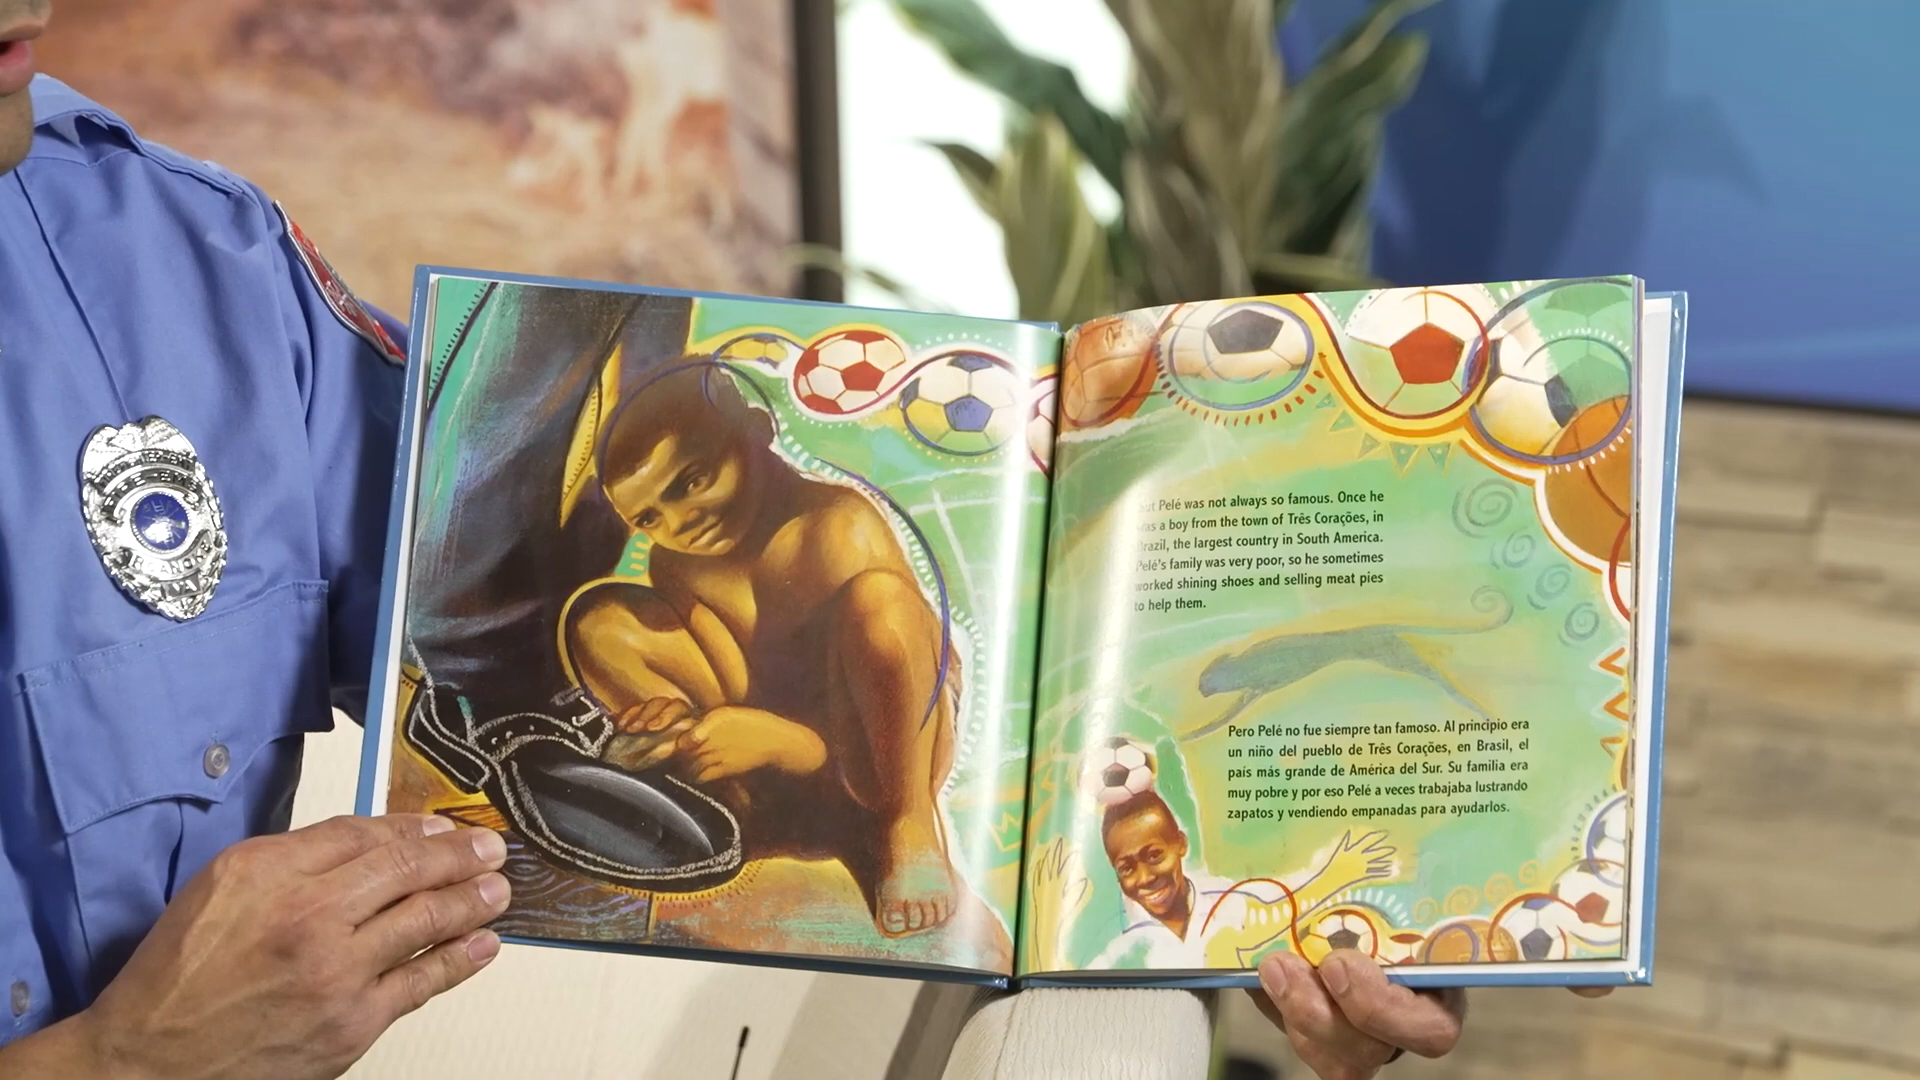 But Pelé was not always so famous. Once he
was a boy from the town of Três Corações, in
Brazil, the largest country in South America.
Pelé's family was very poor, so he sometimes
worked shining shoes and selling meat pies
to help them.
Pero Pelé no fue siempre tan famoso. Al principio era
un niño del pueblo de Três Corações, en Brasil, el
país más grande de América del Sur. Su familia era
muy pobre y por eso Pelé a veces trabajaba lustrando
zapatos y vendiendo empanadas para ayudarlos.